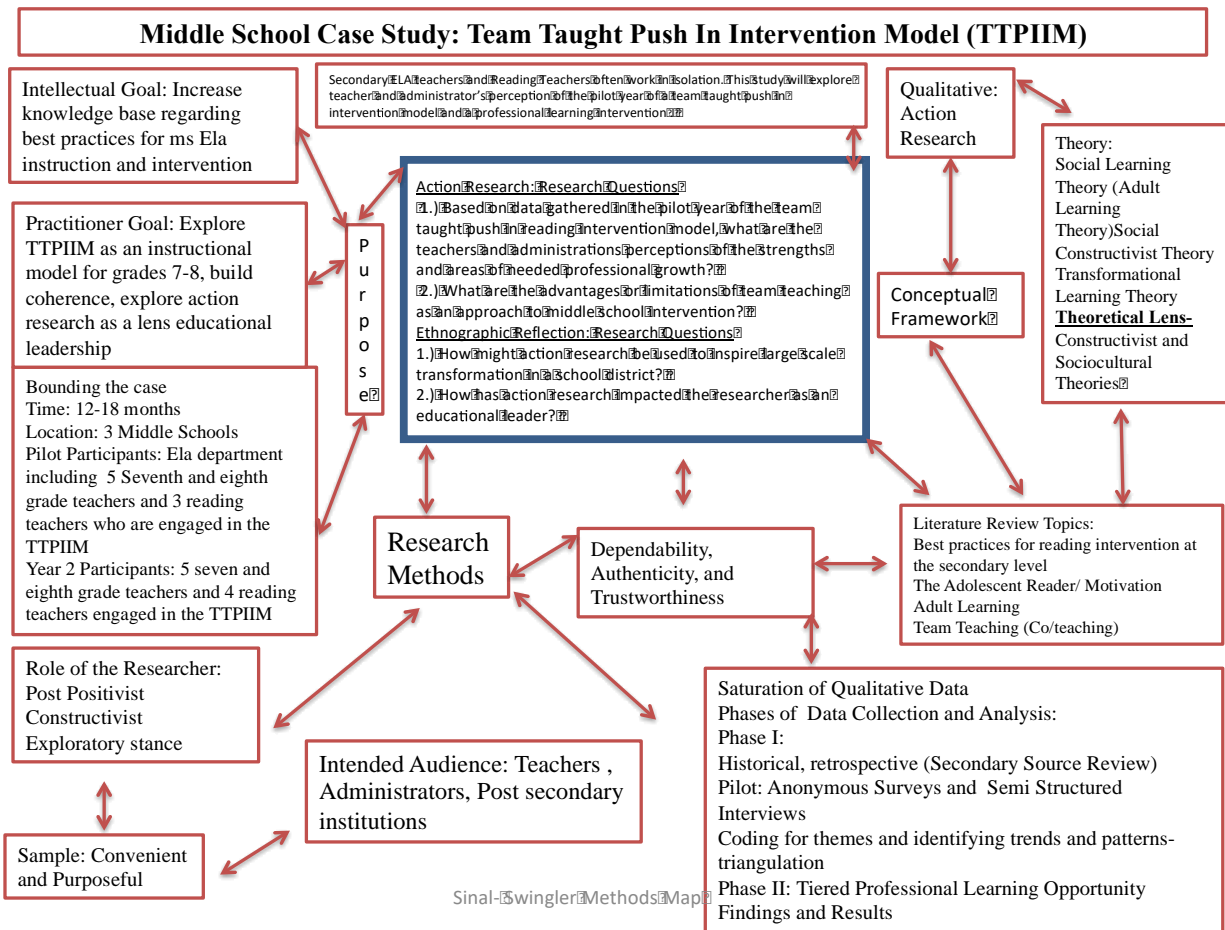 Middle School Case Study: Team Taught Push In Intervention Model (TTPIIM)
Intellectual Goal: Increase
knowledge base regarding
best practices for ms Ela
instruction and intervention
Secondary ELA teachers and Reading Teachers often work in isolation. This study will explore
teacher and administrator's perception of the pilot year of a team taught push in
intervention model and a professional learning intervention
Qualitative:
Action
Research
Theory:
Social Learning
Theory (Adult
Learning
Theory)Social
Constructivist Theory
Transformational
Learning Theory
Theoretical Lens-
Constructivist and
Sociocultural
Theories
Practitioner Goal: Explore
TTPIIM as an instructional
model for grades 7-8, build
coherence, explore action
research as a lens educational
leadership
P
u
r
p
o
s
e
Action Research: Research Questions
1.) Based on data gathered in the pilot year of the team
taught push in reading intervention model, what are the
teachers and administrations perceptions of the strengths
and areas of needed professional growth?
2.) What are the advantages or limitations of team teaching
as an approach to middle school intervention?
Ethnographic Reflection: Research Questions
1.) How might action research be used to inspire large scale
transformation in a school district?
2.) How has action research impacted the researcher as an
educational leader?
Conceptual
Framework
Bounding the case
Time: 12-18 months
Location: 3 Middle Schools
Pilot Participants: Ela department
including 5 Seventh and eighth
grade teachers and 3 reading
teachers who are engaged in the
TTPIIM
Year 2 Participants: 5 seven and
eighth grade teachers and 4 reading
teachers engaged in the TTPIIM
Research
Methods
Dependability,
Authenticity, and
Trustworthiness
Literature Review Topics:
Best practices for reading intervention at
the secondary level
The Adolescent Reader/ Motivation
Adult Learning
Team Teaching (Co/teaching)
Role of the Researcher:
Post Positivist
Constructivist
Exploratory stance
Intended Audience: Teachers ,
Administrators, Post secondary
institutions
Saturation of Qualitative Data
Phases of Data Collection and Analysis:
Phase I:
Historical, retrospective (Secondary Source Review)
Pilot: Anonymous Surveys and Semi Structured
Interviews
Coding for themes and identifying trends and patterns-
triangulation
Phase II: Tiered Professional Learning Opportunity
Findings and Results
Sample: Convenient
and Purposeful
Sinal- Swingler Methods Map